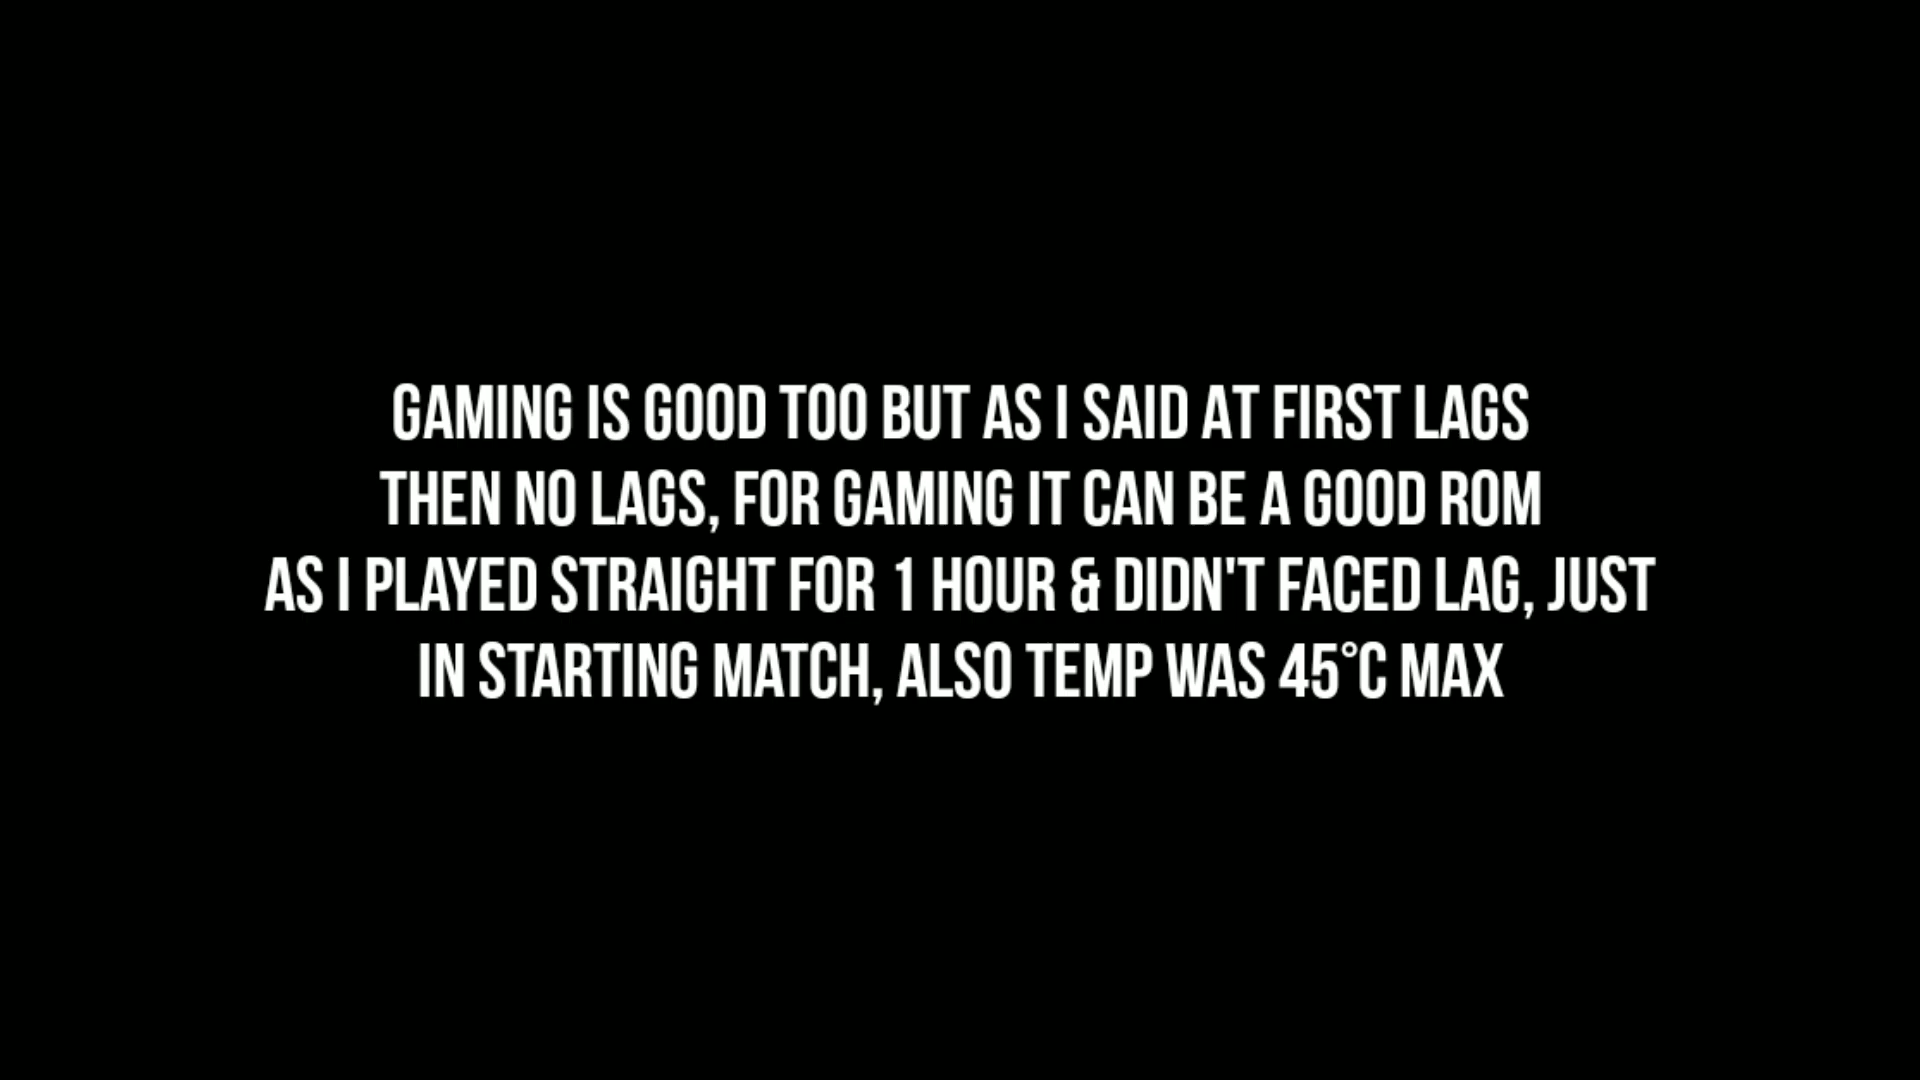 GAMING IS GOOD TOO BUT AS I SAID AT FIRST LAGS
THEN NO LAGS, FOR GAMING IT CAN BE A GOOD ROM
AS I PLAYED STRAIGHT FOR 1 HOUR & DIDN'T FACED LAG, JUST
IN STARTING MATCH, ALSO TEMP WAS 45°C MAX